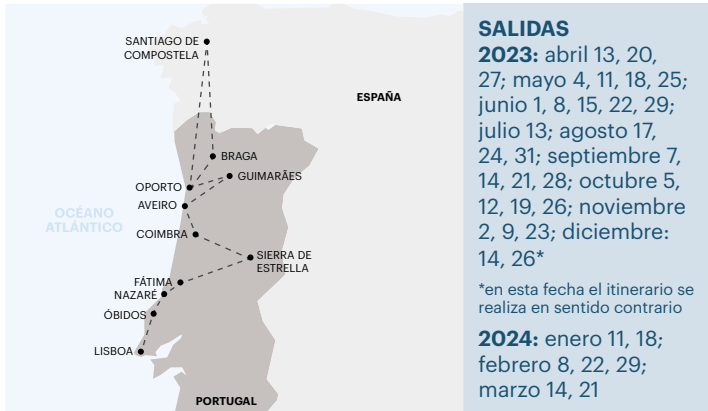 SANTIAGO DE
COMPOSTELA
ESPAÑA
BRAGA
GUIMARÃES
OPORTO
AVEIRO
OCÉANO
ATLÁNTICO
COIMBRA
SIERRA DE
ESTRELLA
FÁTIMA
NAZARÉ
ÓBIDOS
LISBOA
PORTUGAL
SALIDAS
2023: abril 13, 20,
27; mayo 4, 11, 18, 25;
junio 1, 8, 15, 22, 29;
julio 13; agosto 17,
24, 31; septiembre 7,
14, 21, 28; octubre 5,
12, 19, 26; noviembre
2, 9, 23; diciembre:
14, 26*
*en esta fecha el itinerario se
realiza en sentido contrario
2024: enero 11, 18;
febrero 8, 22, 29;
marzo 14, 21